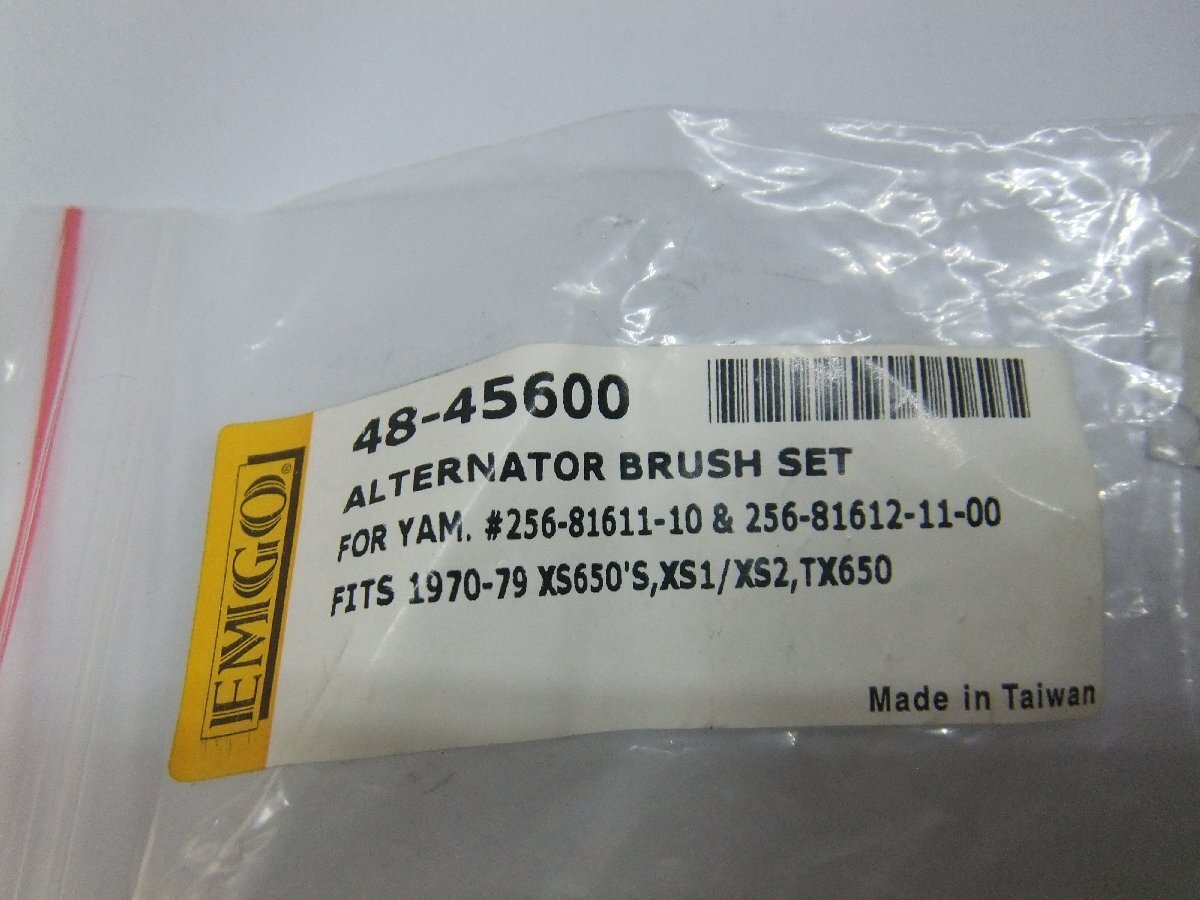 48-45600
ALTERNATOR BRUSH SET
FOR YAM. #256-81611-10 & 256-81612-11-00
FITS 1970-79 XS650'S,XS1/XS2,TX650
Made in Taiwan
EMGO®